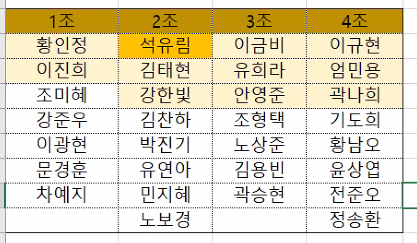 1조 2조 3조 4조
황인정 석유림 이금비 이규현
이진희 김태현 유희라 엄민용
조미혜 강한빛 안영준 곽나희
강준우 김찬하 조형택 기도희
이광현 박진기 노상준 황남오
문경훈 유연아 김용빈 윤상엽
차예지 민지혜 곽승현 전준오
노보경 정송환